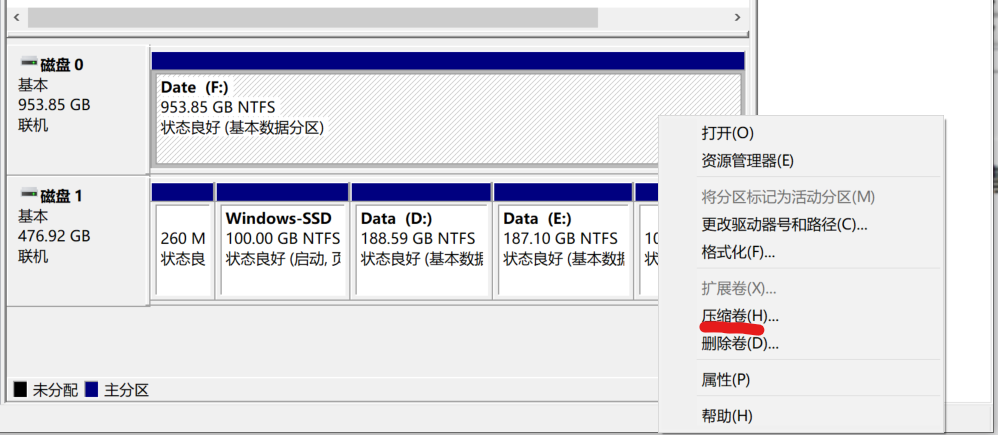 磁盘 0
基本
953.85 GB
联机
Date (F:)
953.85 GB NTFS
状态良好 (基本数据分区)
磁盘 1
基本
476.92 GB
联机
260 M
状态良
Windows-SSD
100.00 GB NTFS
状态良好 (启动, 页
Data (D:)
188.59 GB NTFS
状态良好 (基本数据
Data (E:)
187.10 GB NTFS
状态良好 (基本数据
10
状
未分配
主分区
打开(O)
资源管理器(E)
将分区标记为活动分区(M)
更改驱动器号和路径(C)...
格式化(F)...
扩展卷(X)...
压缩卷(H)...
删除卷(D)...
属性(P)
帮助(H)